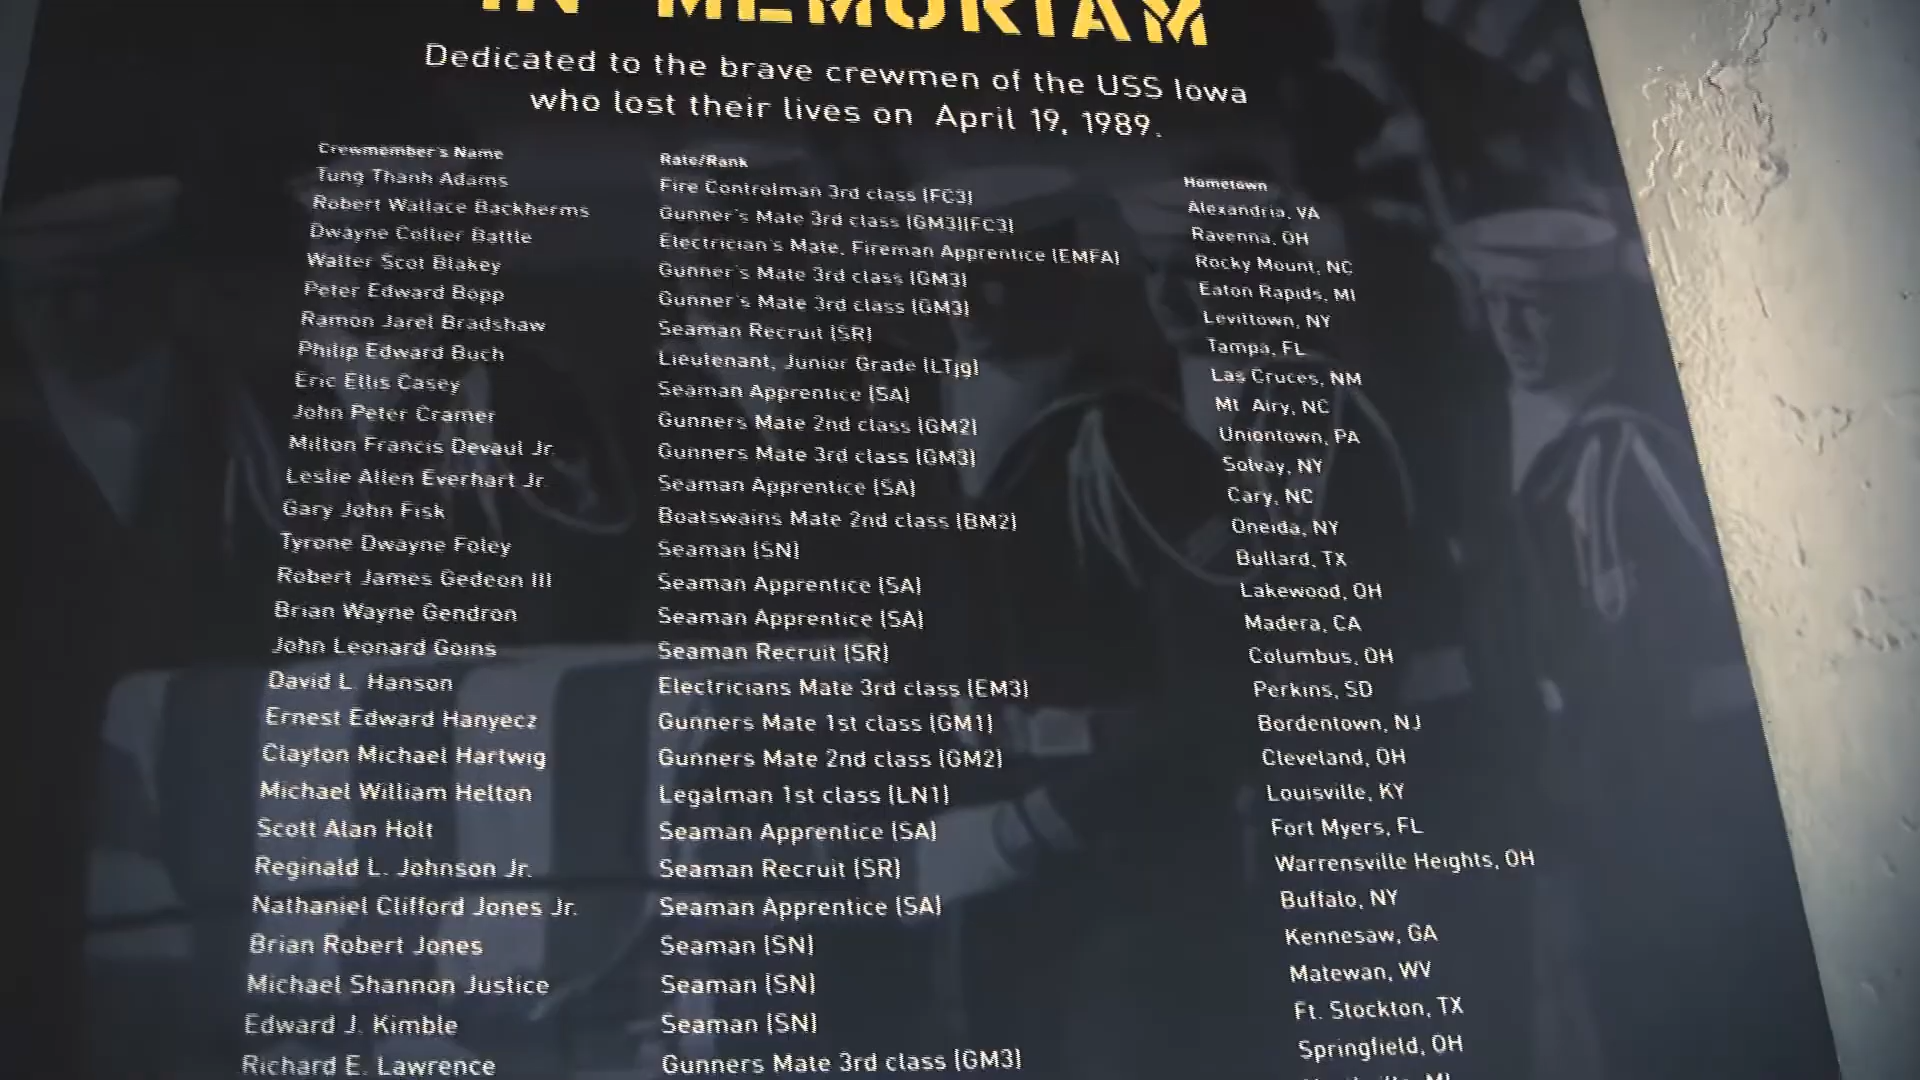 IN MEMORIAM
Dedicated to the brave crewmen of the USS Iowa
who lost their lives on April 19, 1989.
Crewmember's Name Rate/Rank Hometown
Tung Thanh Adams Fire Controlman 3rd class (FC3) Alexandria, VA
Robert Wallace Backherms Gunner's Mate 3rd class (GM3)(FC3) Ravenna, OH
Dwayne Collier Battle Electrician's Mate, Fireman Apprentice (EMFA) Rocky Mount, NC
Walter Scot Blakey Gunner's Mate 3rd class (GM3) Eaton Rapids, MI
Peter Edward Bopp Gunner's Mate 3rd class (GM3) Levittown, NY
Ramon Jarel Bradshaw Seaman Recruit (SR) Tampa, FL
Philip Edward Buch Lieutenant, Junior Grade (LTjg) Las Cruces, NM
Eric Ellis Casey Seaman Apprentice (SA) Mt Airy, NC
John Peter Cramer Gunners Mate 2nd class (GM2) Uniontown, PA
Milton Francis Devaul Jr. Gunners Mate 3rd class (GM3) Solvay, NY
Leslie Allen Everhart Jr. Seaman Apprentice (SA) Cary, NC
Gary John Fisk Boatswains Mate 2nd class (BM2) Oneida, NY
Tyrone Dwayne Foley Seaman (SN) Bullard, TX
Robert James Gedeon III Seaman Apprentice (SA) Lakewood, OH
Brian Wayne Gendron Seaman Apprentice (SA) Madera, CA
John Leonard Goins Seaman Recruit (SR) Columbus, OH
David L. Hanson Electricians Mate 3rd class (EM3) Perkins, SD
Ernest Edward Hanyecz Gunners Mate 1st class (GM1) Bordentown, NJ
Clayton Michael Hartwig Gunners Mate 2nd class (GM2) Cleveland, OH
Michael William Helton Legalman 1st class (LN1) Louisville, KY
Scott Alan Holt Seaman Apprentice (SA) Fort Myers, FL
Reginald L. Johnson Jr. Seaman Recruit (SR) Warrensville Heights, OH
Nathaniel Clifford Jones Jr. Seaman Apprentice (SA) Buffalo, NY
Brian Robert Jones Seaman (SN) Kennesaw, GA
Michael Shannon Justice Seaman (SN) Matewan, WV
Edward J. Kimble Seaman (SN) Ft. Stockton, TX
Richard E. Lawrence Gunners Mate 3rd class (GM3) Springfield, OH